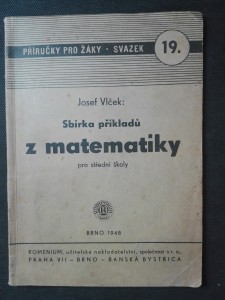 PŘÍRUČKY PRO ŽÁKY · SVAZEK 19.
Josef Vlček:
Sbírka příkladů
z matematiky
pro střední školy
BRNO 1948
KOMENIUM, učitelské nakladatelství, společnost s r. o.,
PRAHA VII – BRNO – BANSKÁ BYSTRICA